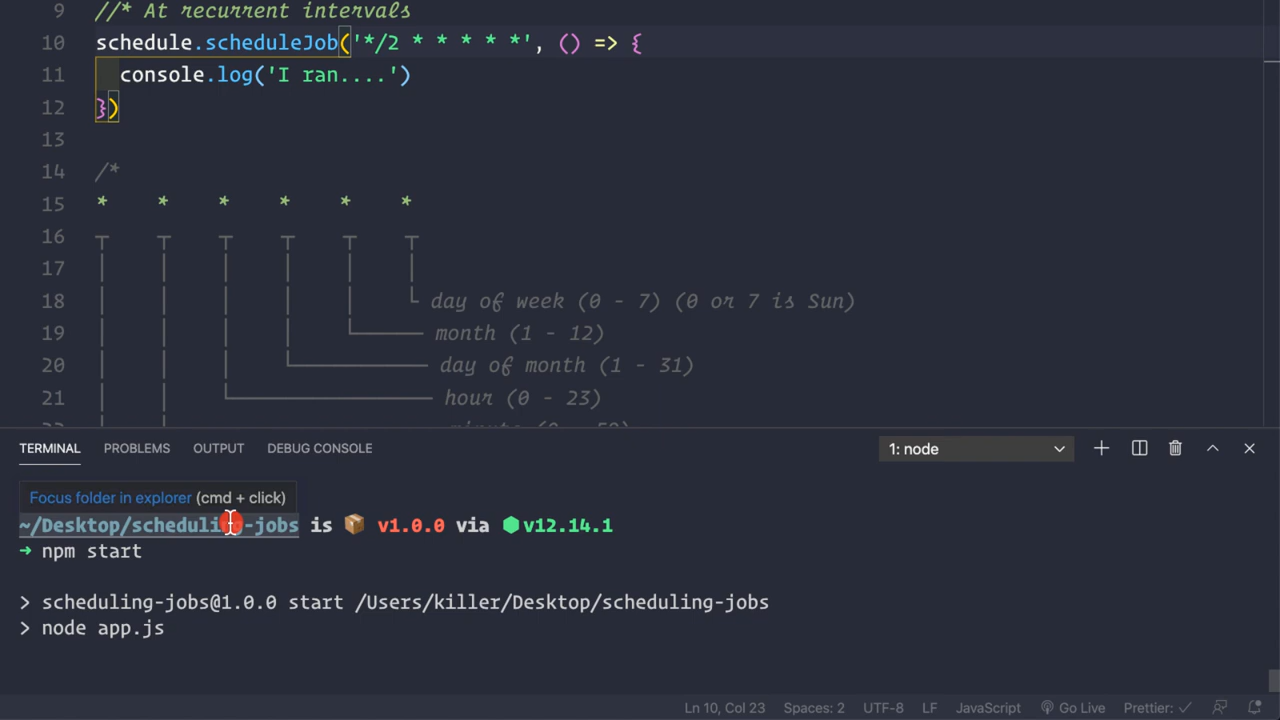 9 //* At recurrent intervals
10 schedule.scheduleJob('*/2 * * * * *', () => {
11 console.log('I ran....')
12 })
13
14 /*
15 * * * * * *
16
17
18 day of week (0 - 7) (0 or 7 is Sun)
19 month (1 - 12)
20 day of month (1 - 31)
21 hour (0 - 23)
TERMINAL PROBLEMS OUTPUT DEBUG CONSOLE 1: node
Focus folder in explorer (cmd + click)
~/Desktop/scheduling-jobs is 📦 v1.0.0 via ⬢v12.14.1
➜ npm start
> scheduling-jobs@1.0.0 start /Users/killer/Desktop/scheduling-jobs
> node app.js
Ln 10, Col 23 Spaces: 2 UTF-8 LF JavaScript Go Live Prettier: ✓